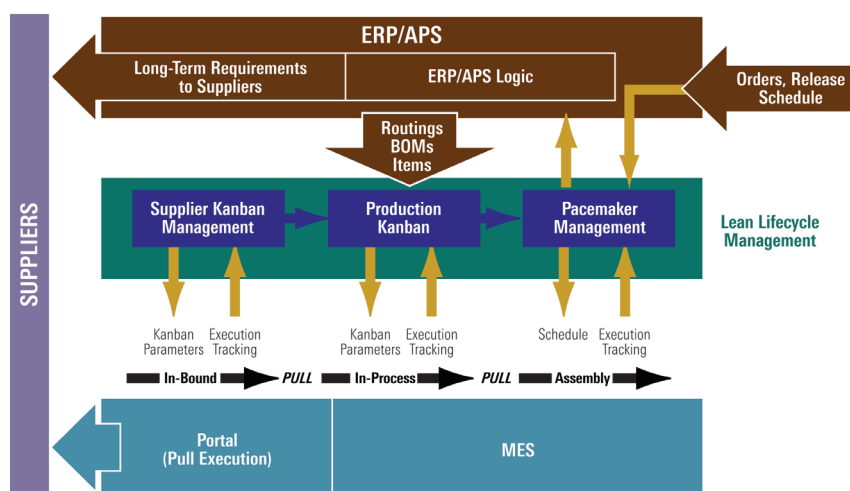 SUPPLIERS
ERP/APS
Long-Term Requirements
to Suppliers
ERP/APS Logic
Orders, Release
Schedule
Routings
BOMs
Items
Supplier Kanban
Management
Production
Kanban
Pacemaker
Management
Lean Lifecycle
Management
Kanban
Parameters
Execution
Tracking
Kanban
Parameters
Execution
Tracking
Schedule
Execution
Tracking
In-Bound
PULL
In-Process
PULL
Assembly
Portal
(Pull Execution)
MES